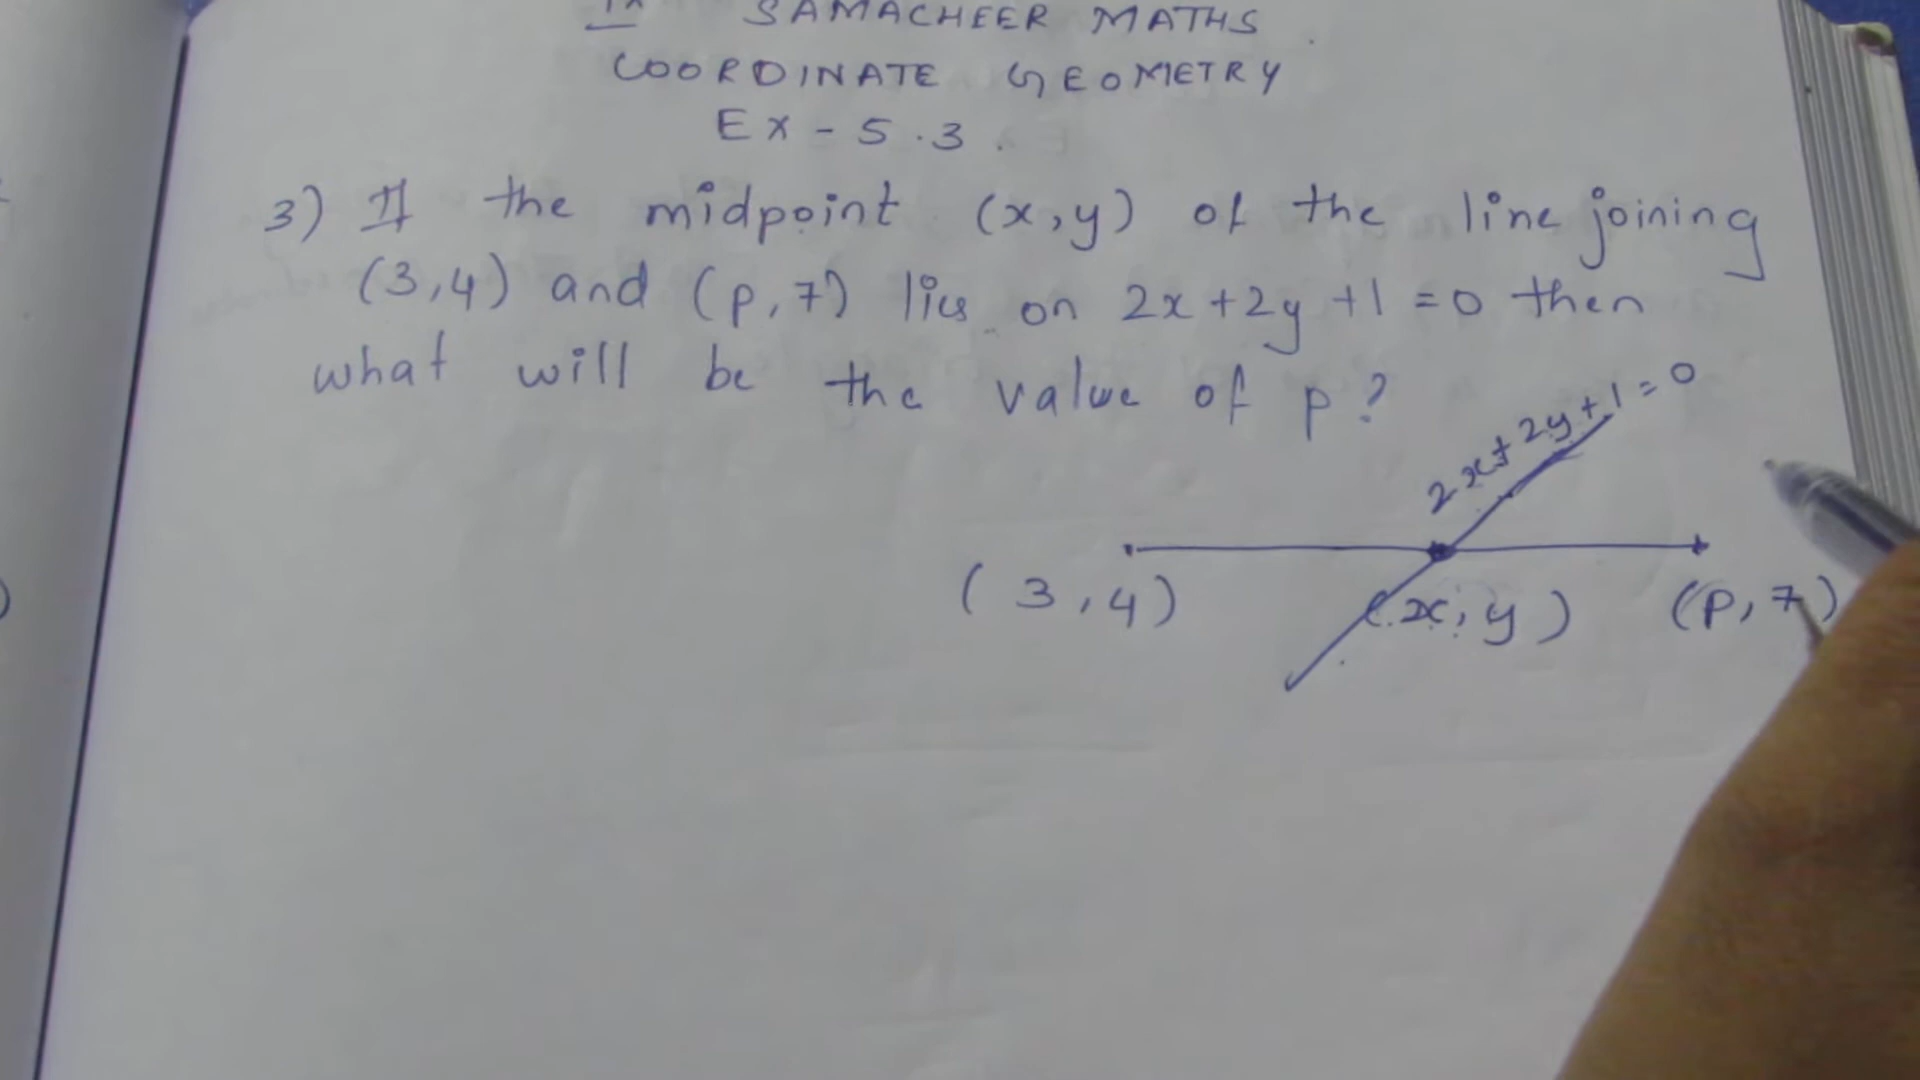 IX SAMACHEER MATHS
COORDINATE GEOMETRY
EX - 5.3.
3) If the midpoint (x,y) of the line joining
(3,4) and (p,7) lies on 2x+2y+1=0 then
what will be the value of p?
2x+2y+1=0
(3,4) (x,y) (p,7)